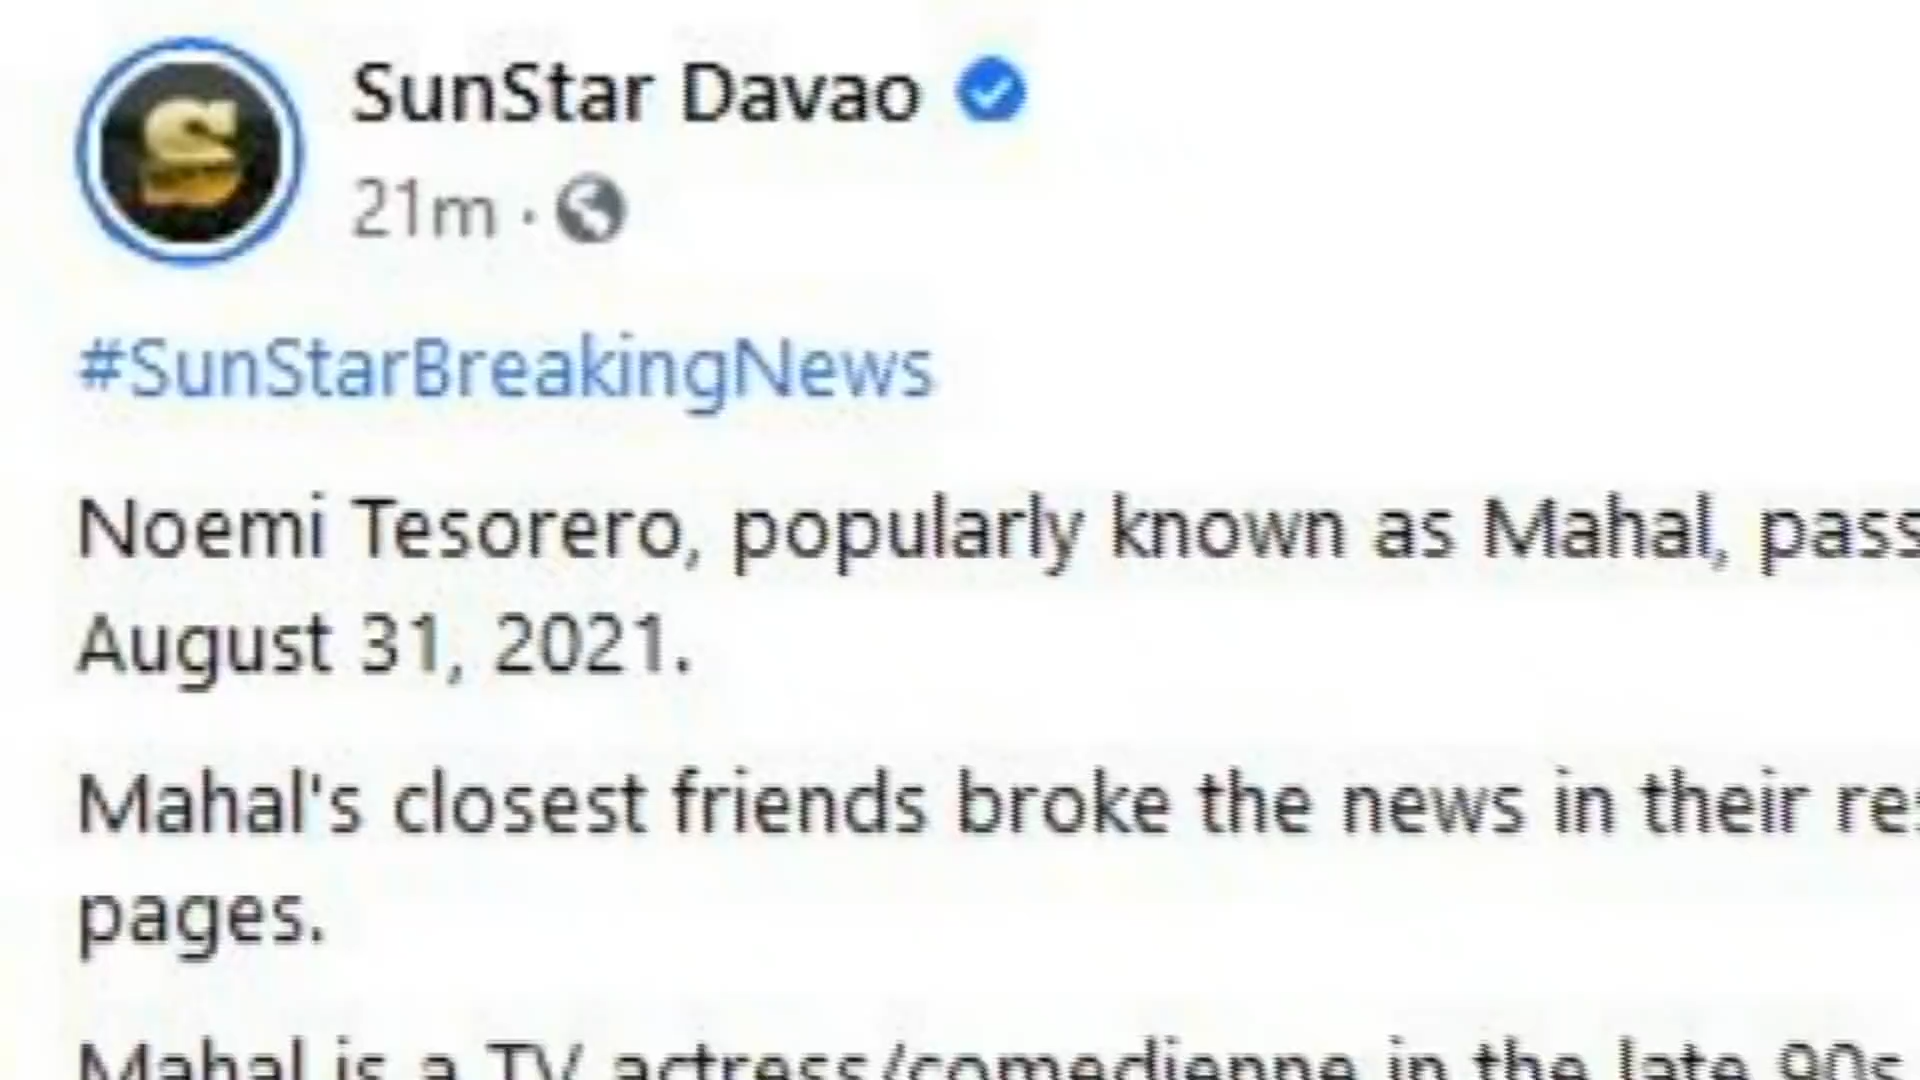 SunStar Davao
21m ·
#SunStarBreakingNews
Noemi Tesorero, popularly known as Mahal, pass
August 31, 2021.
Mahal's closest friends broke the news in their res
pages.
Mahal is a TV actress/comedienne in the late 90s